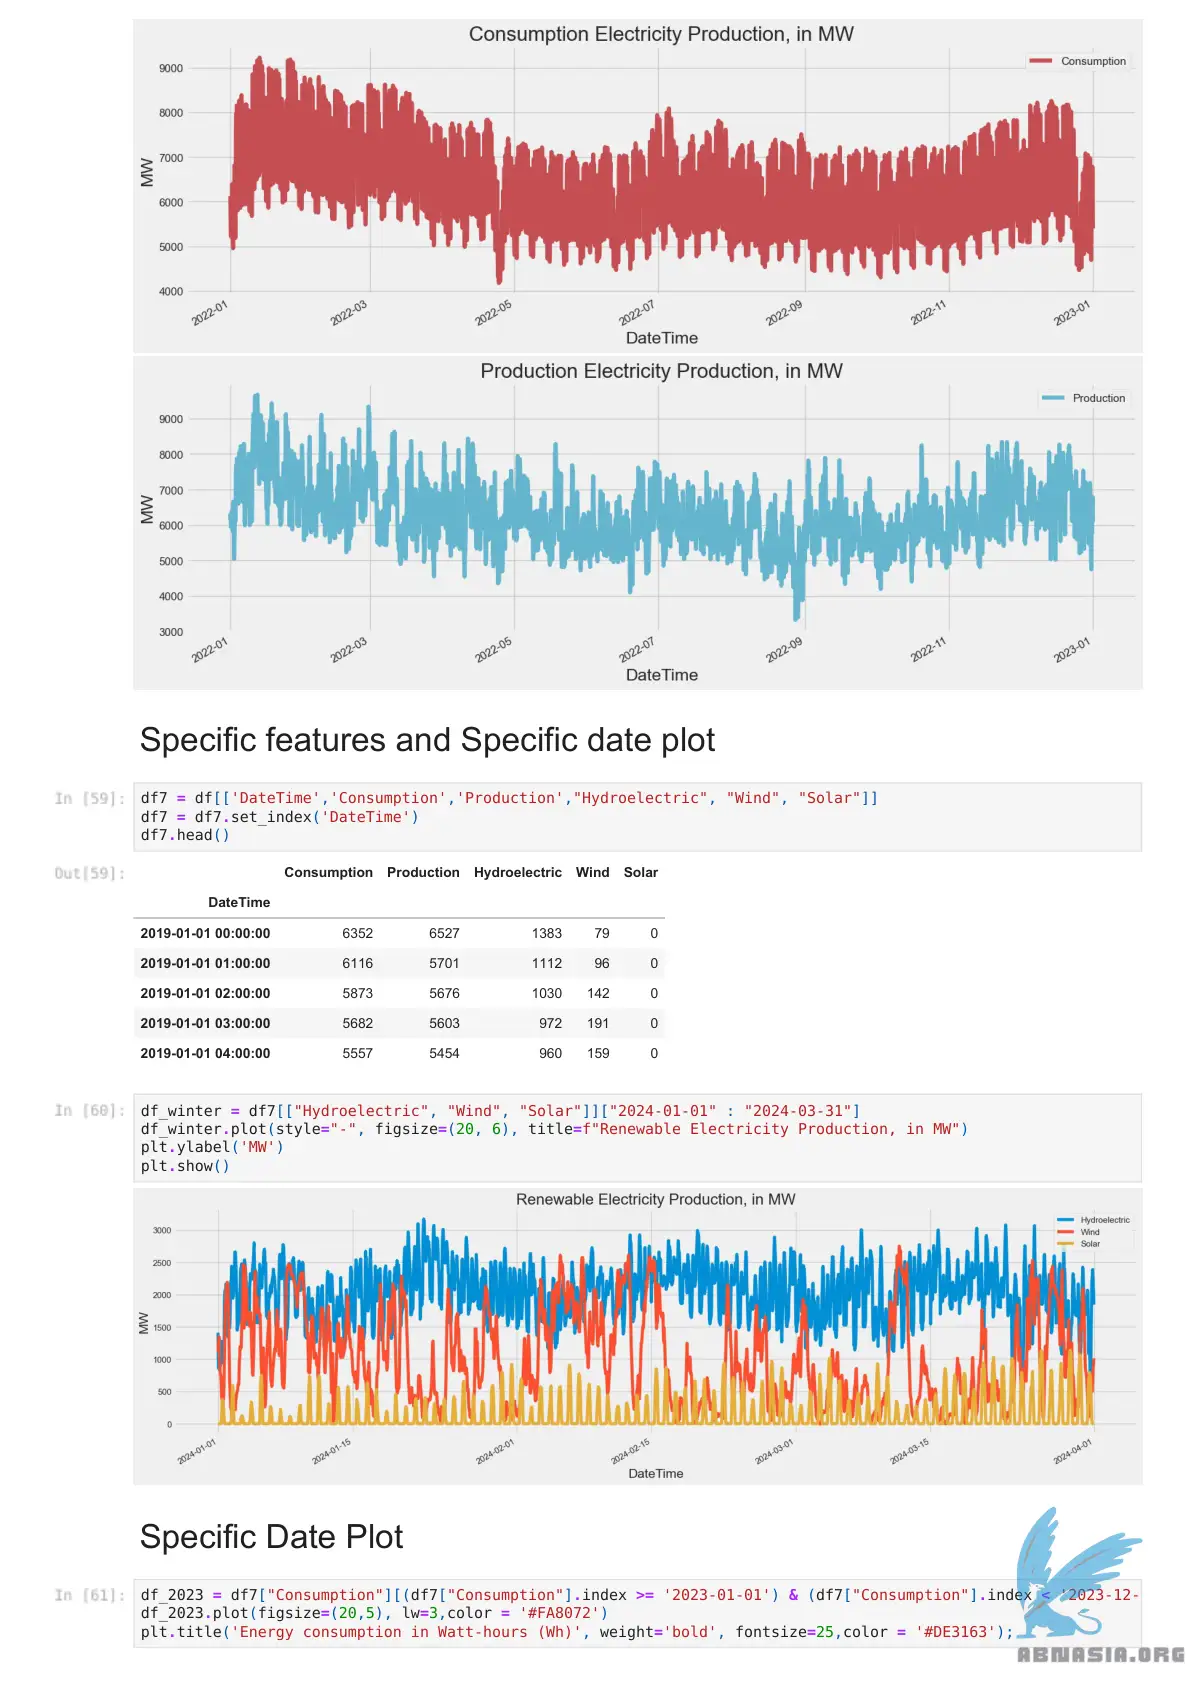 Consumption Electricity Production, in MW
Consumption
9000
8000
7000
6000
5000
4000
MW
2022-01
2022-03
2022-05
2022-07
2022-09
2022-11
2023-01
DateTime
Production Electricity Production, in MW
Production
9000
8000
7000
6000
5000
4000
3000
MW
2022-01
2022-03
2022-05
2022-07
2022-09
2022-11
2023-01
DateTime
Specific features and Specific date plot
In [59]:
df7 = df[['DateTime','Consumption','Production',"Hydroelectric", "Wind", "Solar"]]
df7 = df7.set_index('DateTime')
df7.head()
Out[59]:
Consumption Production Hydroelectric Wind Solar
DateTime
2019-01-01 00:00:00 6352 6527 1383 79 0
2019-01-01 01:00:00 6116 5701 1112 96 0
2019-01-01 02:00:00 5873 5676 1030 142 0
2019-01-01 03:00:00 5682 5603 972 191 0
2019-01-01 04:00:00 5557 5454 960 159 0
In [60]:
df_winter = df7[["Hydroelectric", "Wind", "Solar"]]["2024-01-01" : "2024-03-31"]
df_winter.plot(style="-", figsize=(20, 6), title=f"Renewable Electricity Production, in MW")
plt.ylabel('MW')
plt.show()
Renewable Electricity Production, in MW
Hydroelectric
Wind
Solar
3000
2500
2000
1500
1000
500
0
MW
2024-01-01
2024-01-15
2024-02-01
2024-02-15
2024-03-01
2024-03-15
2024-04-01
DateTime
Specific Date Plot
In [61]:
df_2023 = df7["Consumption"][(df7["Consumption"].index >= '2023-01-01') & (df7["Consumption"].index < '2023-12-
df_2023.plot(figsize=(20,5), lw=3,color = '#FA8072')
plt.title('Energy consumption in Watt-hours (Wh)', weight='bold', fontsize=25,color = '#DE3163');
ABNASIA.ORG